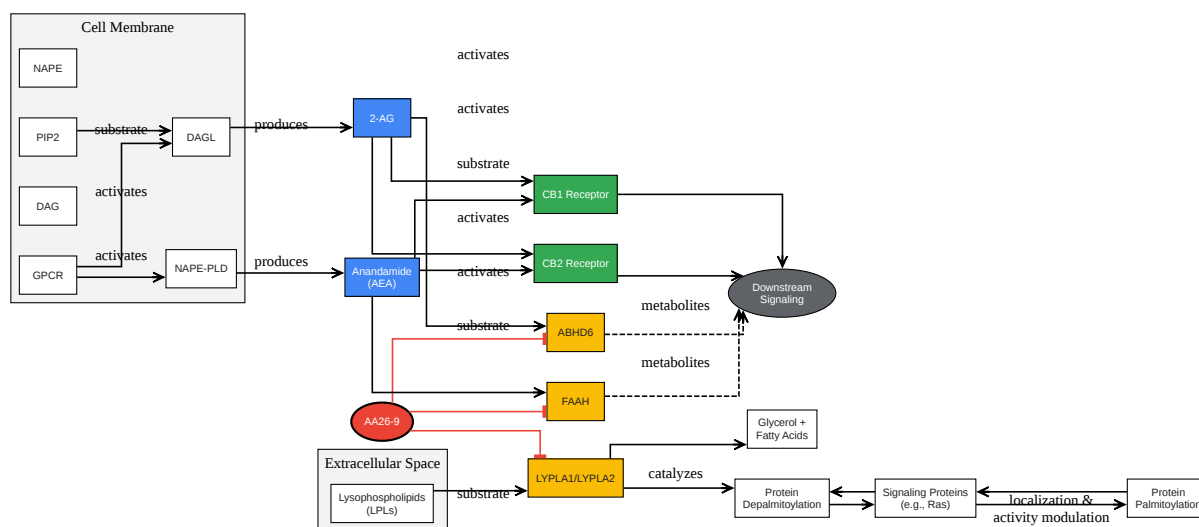 Cell Membrane
NAPE
PIP2
DAG
GPCR
substrate
activates
activates
DAGL
NAPE-PLD
produces
produces
2-AG
Anandamide
(AEA)
AA26-9
activates
activates
substrate
activates
activates
substrate
CB1 Receptor
CB2 Receptor
ABHD6
FAAH
metabolites
metabolites
Downstream
Signaling
Extracellular Space
Lysophospholipids
(LPLs)
substrate
LYPLA1/LYPLA2
catalyzes
Glycerol +
Fatty Acids
Protein
Depalmitoylation
Signaling Proteins
(e.g., Ras)
localization &
activity modulation
Protein
Palmitoylation